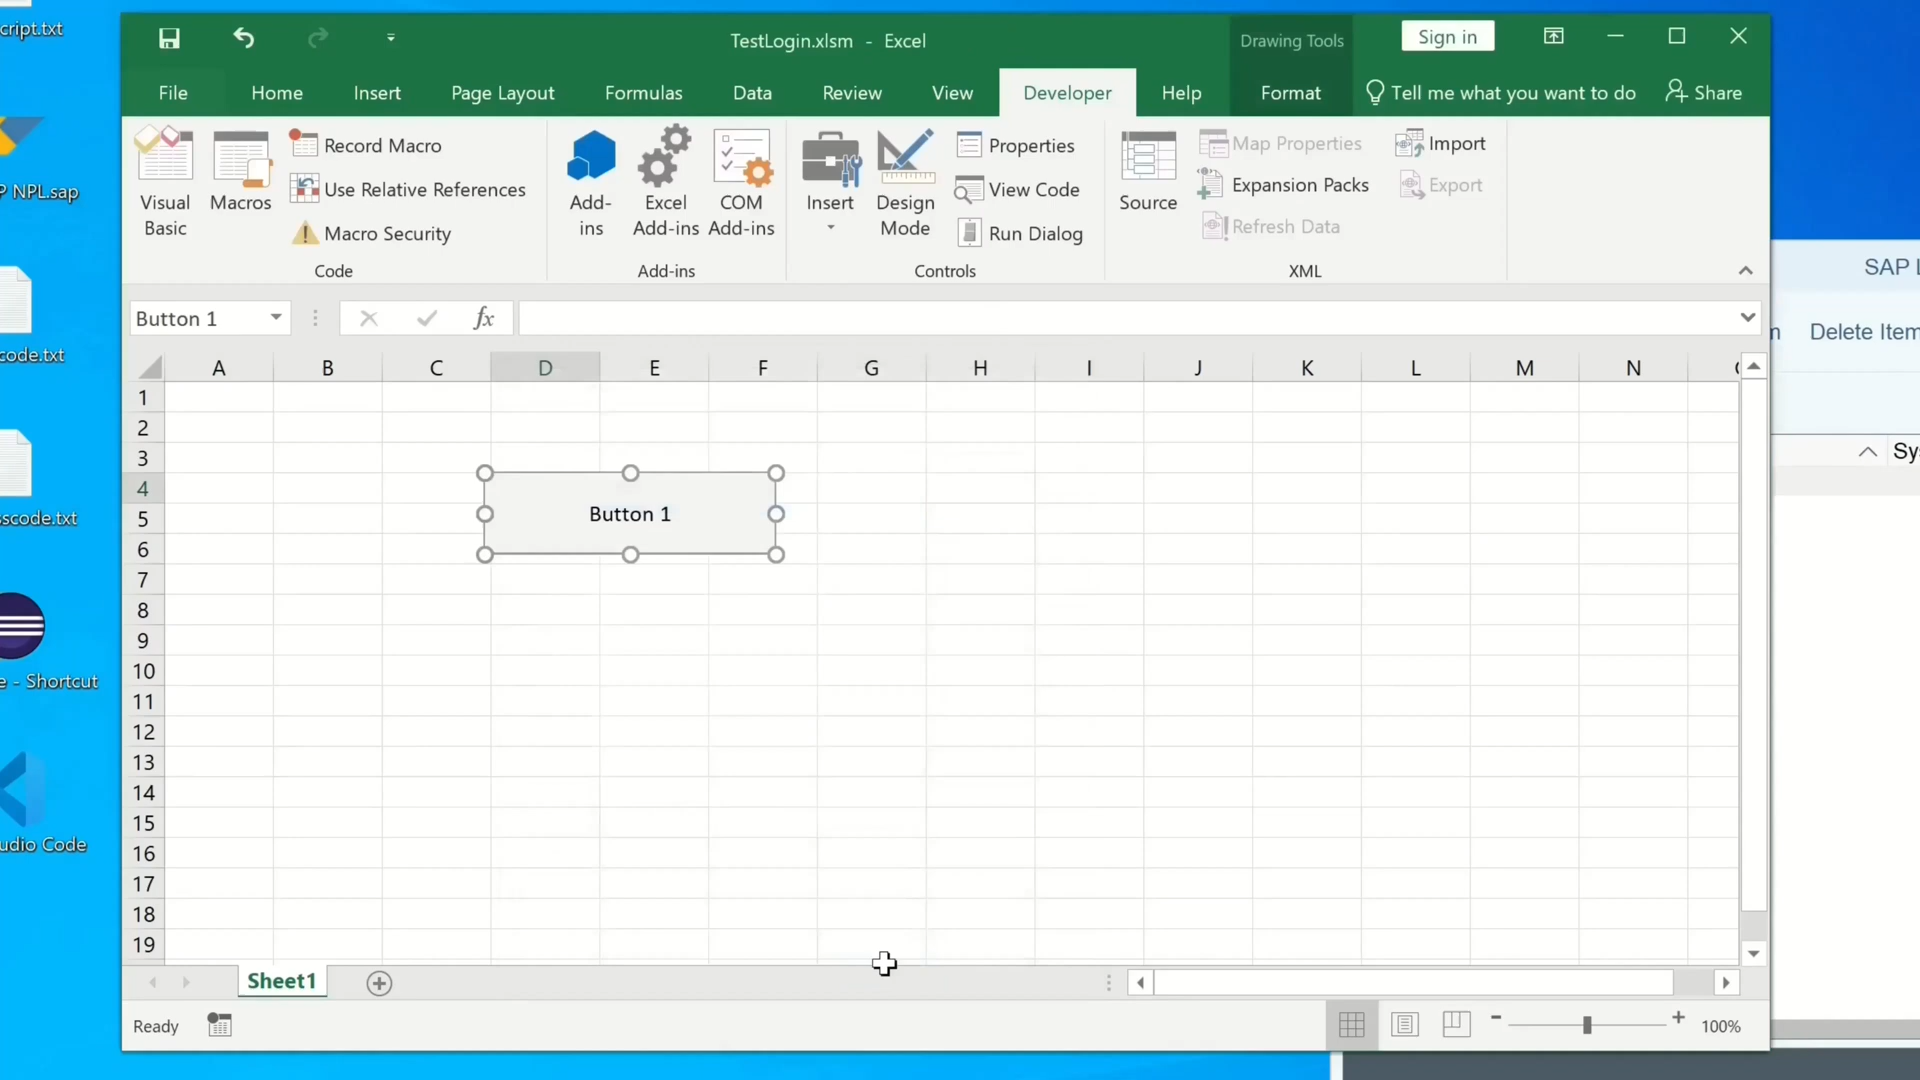 cript.txt
P NPL.sap
code.txt
scode.txt
e - Shortcut
udio Code
TestLogin.xlsm - Excel
Drawing Tools
Sign in
File
Home
Insert
Page Layout
Formulas
Data
Review
View
Developer
Help
Format
Tell me what you want to do
Share
Visual
Basic
Macros
Record Macro
Use Relative References
Macro Security
Code
Add-
ins
Excel
Add-ins
COM
Add-ins
Add-ins
Insert
Design
Mode
Properties
View Code
Run Dialog
Controls
Source
Map Properties
Expansion Packs
Refresh Data
Import
Export
XML
Button 1
fx
A B C D E F G H I J K L M N
1
2
3
4
5
6
7
8
9
10
11
12
13
14
15
16
17
18
19
Button 1
Sheet1
Ready
100%
SAP L
Delete Item
Sy